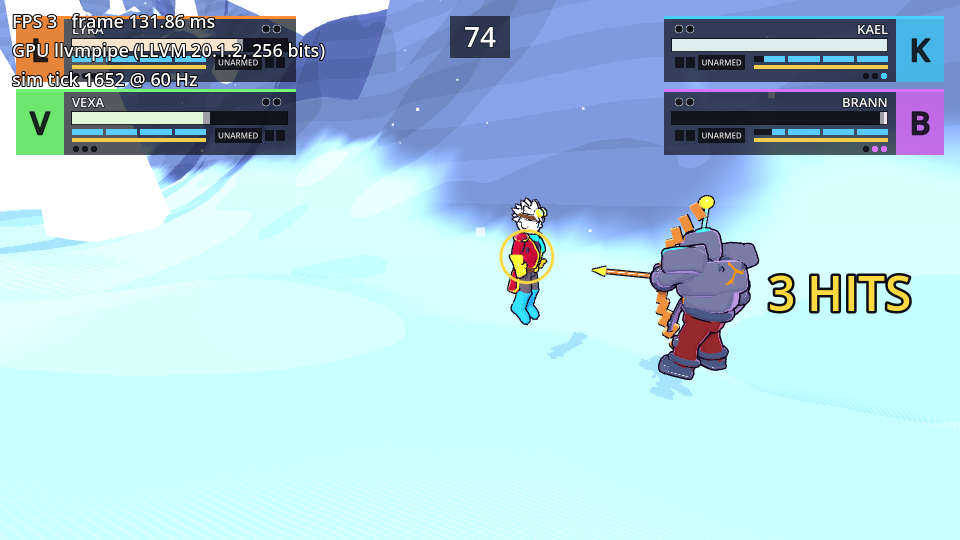 FPS 3 frame 131.86 ms
LYRA
L
GPU llvmpipe (LLVM 20.1.2, 256 bits)
UNARMED
sim tick 1652 @ 60 Hz
V
VEXA
UNARMED
74
KAEL
UNARMED
K
BRANN
UNARMED
B
3 HITS